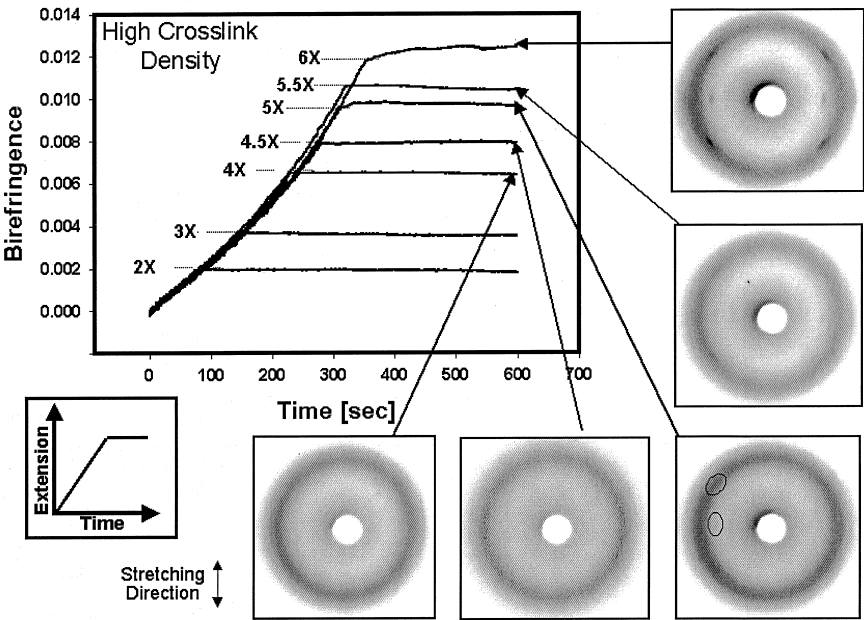 0.014
High Crosslink
Density
0.012
6X
5.5X
0.010
5X
0.008
4.5X
4X
0.006
0.004
3X
0.002
2X
0.000
Birefringence
0 100 200 300 400 500 600 700
Time [sec]
Extension
Time
Stretching
Direction